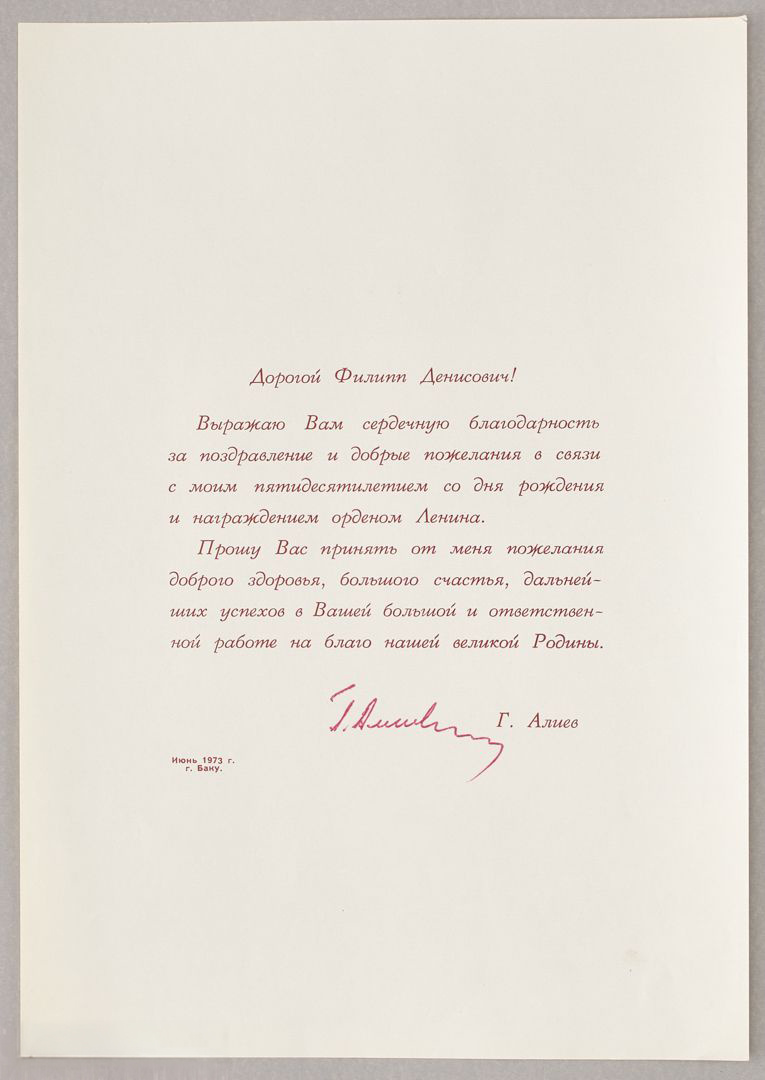 Дорогой Филипп Денисович!
Выражаю Вам сердечную благодарность
за поздравление и добрые пожелания в связи
с моим пятидесятилетием со дня рождения
и награждением орденом Ленина.
Прошу Вас принять от меня пожелания
доброго здоровья, большого счастья, дальней-
ших успехов в Вашей большой и ответствен-
ной работе на благо нашей великой Родины.
Г. Алиев Г. Алиев
Июнь 1973 г.
г. Баку.